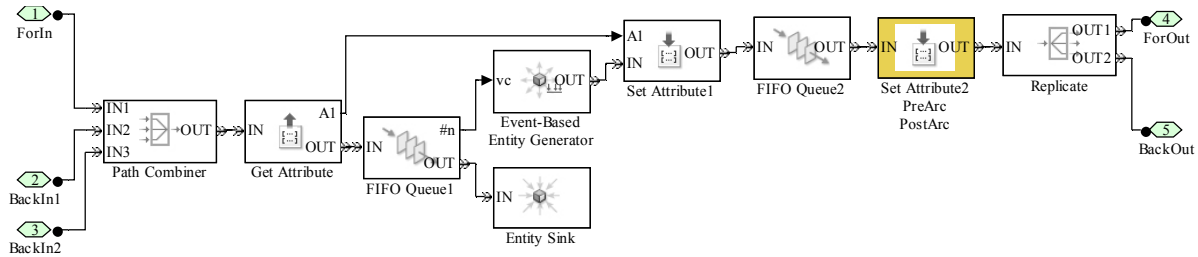 1
ForIn
2
BackIn1
3
BackIn2
IN1
IN2
IN3
OUT
Path Combiner
IN
A1
OUT
Get Attribute
IN
#n
OUT
FIFO Queue1
vc
OUT
Event-Based
Entity Generator
IN
Entity Sink
A1
IN
OUT
Set Attribute1
IN
OUT
FIFO Queue2
IN
OUT
Set Attribute2
PreArc
PostArc
IN
OUT1
OUT2
Replicate
4
ForOut
5
BackOut